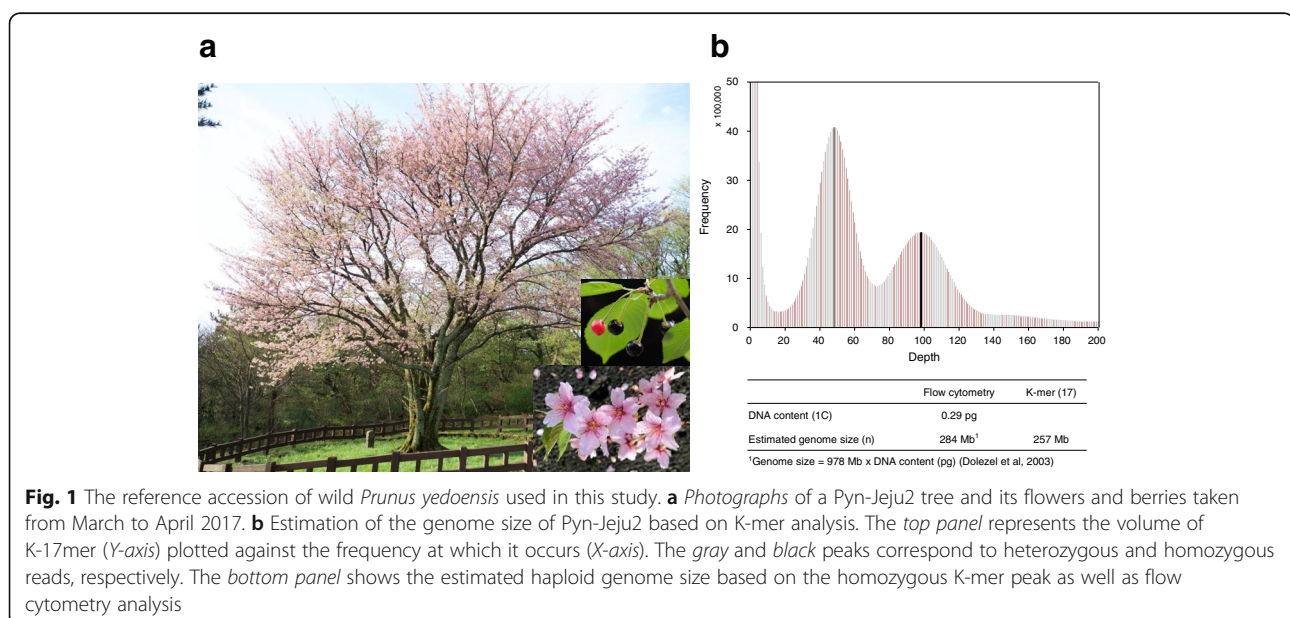 a
b
50
x 100,000
40
30
Frequency
20
10
0
0 20 40 60 80 100 120 140 160 180 200
Depth
Flow cytometry K-mer (17)
DNA content (1C) 0.29 pg
Estimated genome size (n) 284 Mb¹ 257 Mb
¹Genome size = 978 Mb x DNA content (pg) (Dolezel et al, 2003)
Fig. 1 The reference accession of wild Prunus yedoensis used in this study. a Photographs of a Pyn-Jeju2 tree and its flowers and berries taken
from March to April 2017. b Estimation of the genome size of Pyn-Jeju2 based on K-mer analysis. The top panel represents the volume of
K-17mer (Y-axis) plotted against the frequency at which it occurs (X-axis). The gray and black peaks correspond to heterozygous and homozygous
reads, respectively. The bottom panel shows the estimated haploid genome size based on the homozygous K-mer peak as well as flow
cytometry analysis